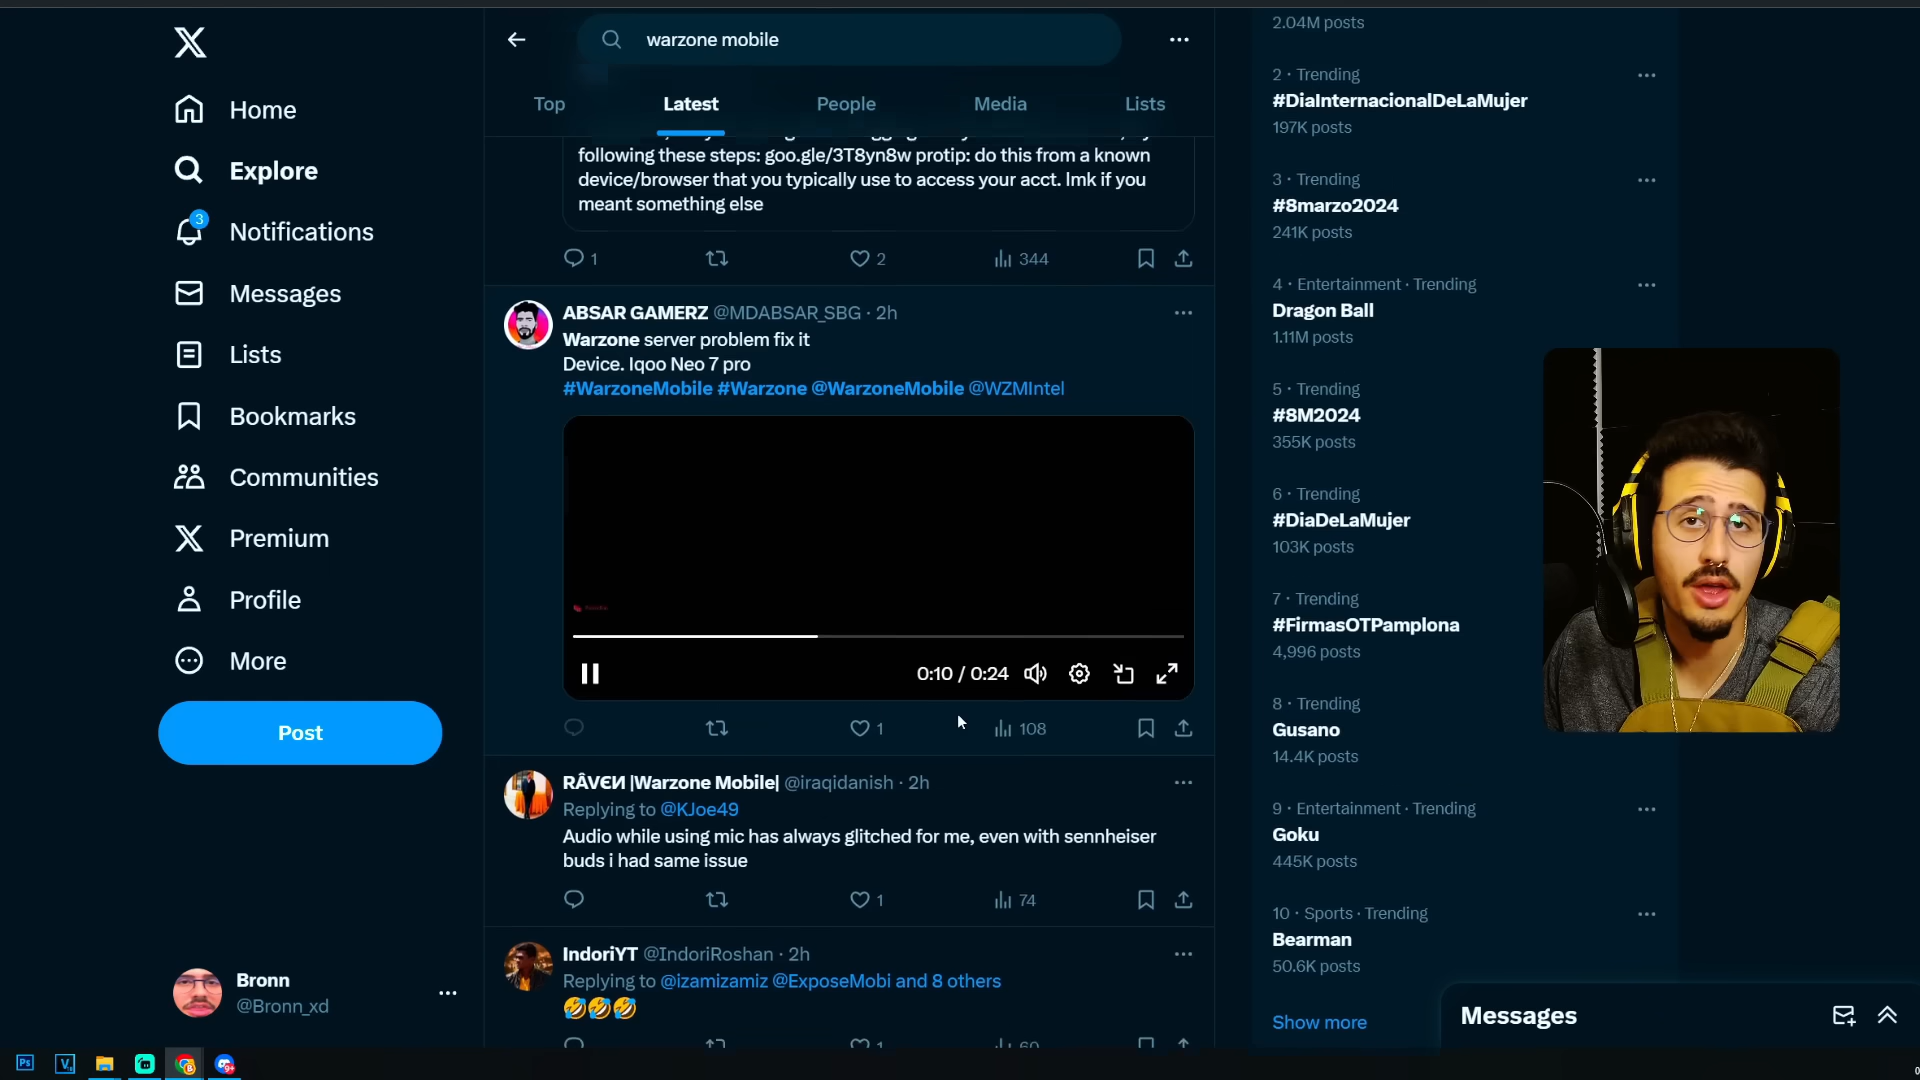 X
Home
Explore
3
Notifications
Messages
Lists
Bookmarks
Communities
Premium
Profile
More
Post
Bronn
@Bronn_xd
warzone mobile
Top
Latest
People
Media
Lists
following these steps: goo.gle/3T8yn8w protip: do this from a known
device/browser that you typically use to access your acct. lmk if you
meant something else
1
2
344
ABSAR GAMERZ @MDABSAR_SBG · 2h
Warzone server problem fix it
Device. Iqoo Neo 7 pro
#WarzoneMobile #Warzone @WarzoneMobile @WZMIntel
0:10 / 0:24
1
108
RÂVЄИ |Warzone Mobile| @iraqidanish · 2h
Replying to @KJoe49
Audio while using mic has always glitched for me, even with sennheiser
buds i had same issue
1
74
IndoriYT @IndoriRoshan · 2h
Replying to @izamizamiz @ExposeMobi and 8 others
🤣🤣🤣
1
60
2.04M posts
2 · Trending
#DiaInternacionalDeLaMujer
197K posts
3 · Trending
#8marzo2024
241K posts
4 · Entertainment · Trending
Dragon Ball
1.11M posts
5 · Trending
#8M2024
355K posts
6 · Trending
#DiaDeLaMujer
103K posts
7 · Trending
#FirmasOTPamplona
4,996 posts
8 · Trending
Gusano
14.4K posts
9 · Entertainment · Trending
Goku
445K posts
10 · Sports · Trending
Bearman
50.6K posts
Show more
Messages
Ps
V
9+